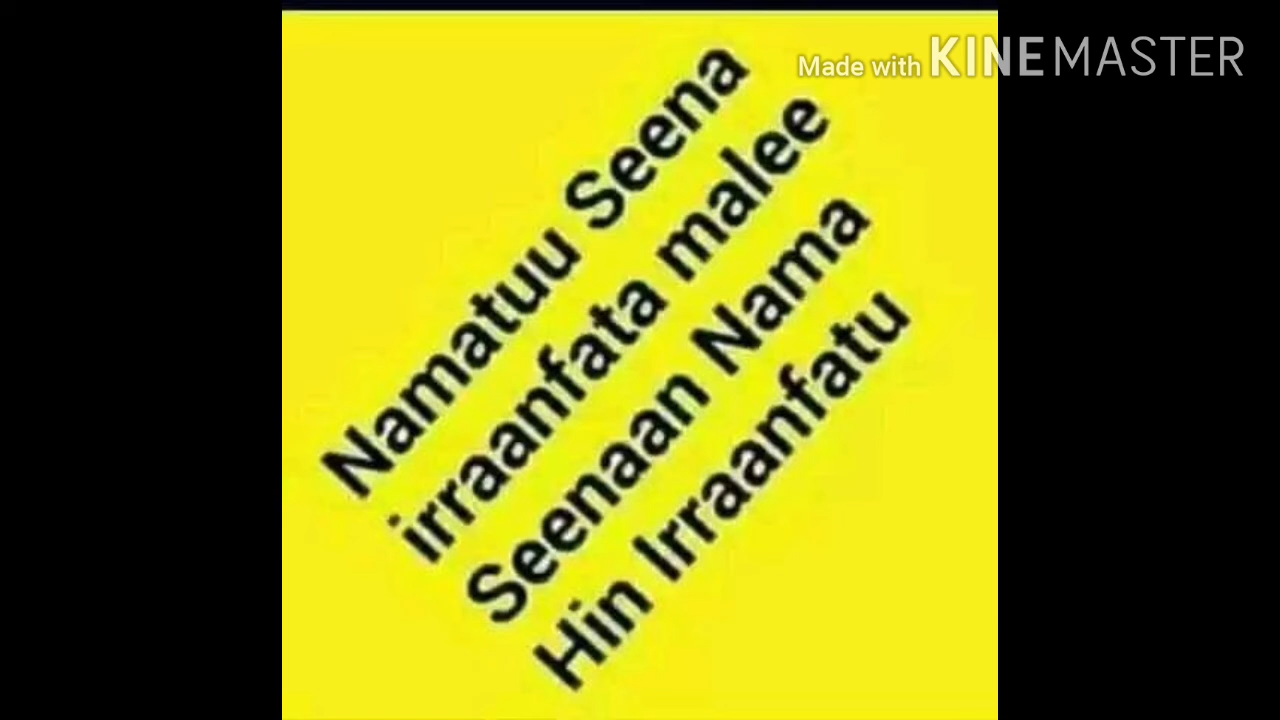 Made with KINEMASTER
Namatuu Seena
irraanfata malee
Seenaan Nama
Hin Irraanfatu